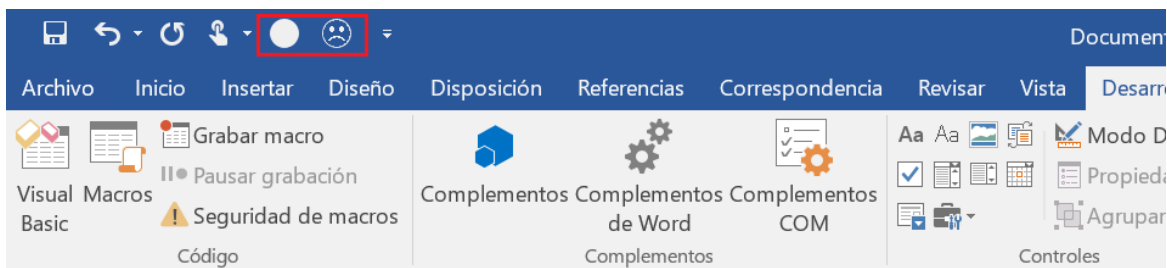 Document
Archivo Inicio Insertar Diseño Disposición Referencias Correspondencia Revisar Vista Desarro
Grabar macro
Pausar grabación
Seguridad de macros
Visual Basic
Macros
Código
Complementos
Complementos de Word
Complementos COM
Complementos
Aa Aa
Modo D
Propieda
Agrupar
Controles